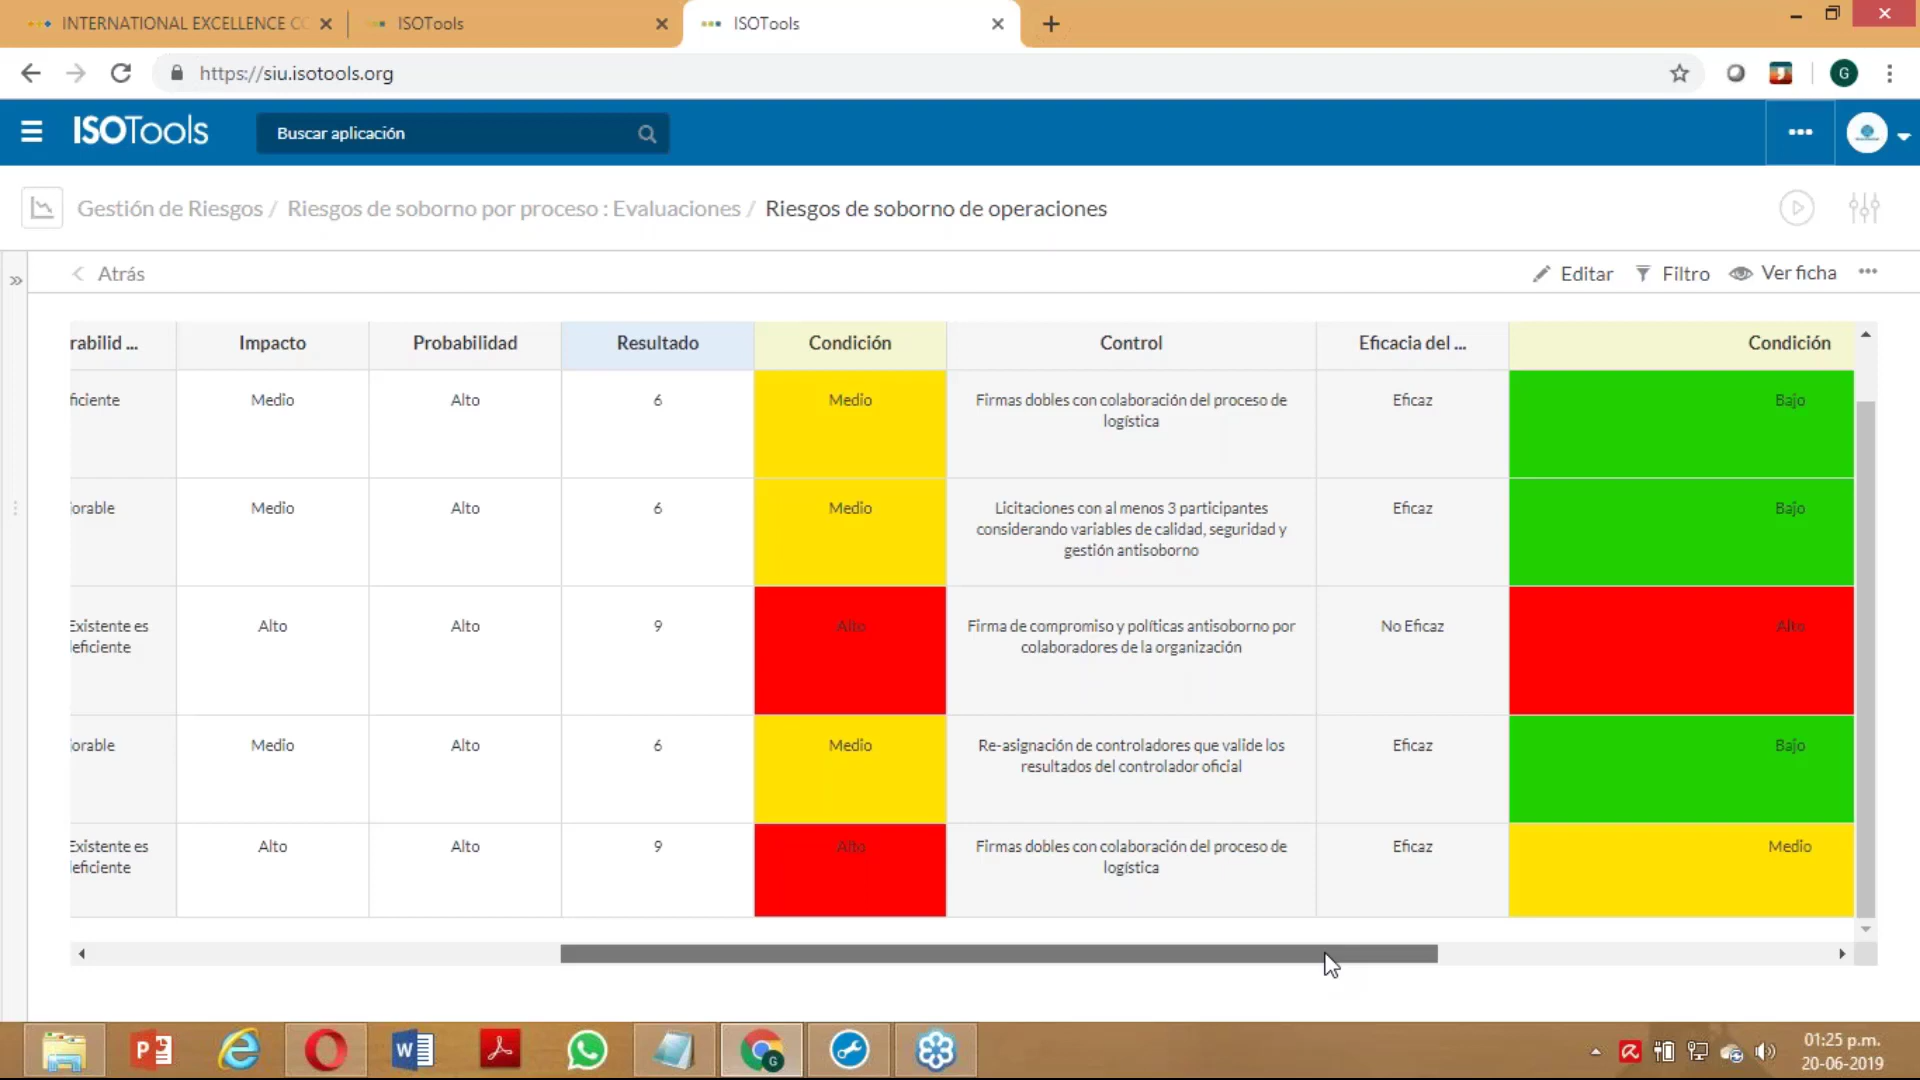 INTERNATIONAL EXCELLENCE CO
ISOTools
ISOTools
https://siu.isotools.org
G
ISOTools
Buscar aplicación
Gestión de Riesgos / Riesgos de soborno por proceso : Evaluaciones / Riesgos de soborno de operaciones
Atrás
Editar
Filtro
Ver ficha
rabilid ...
Impacto
Probabilidad
Resultado
Condición
Control
Eficacia del ...
Condición
ficiente
Medio
Alto
6
Medio
Firmas dobles con colaboración del proceso de
logística
Eficaz
Bajo
jorable
Medio
Alto
6
Medio
Licitaciones con al menos 3 participantes
considerando variables de calidad, seguridad y
gestión antisoborno
Eficaz
Bajo
Existente es
deficiente
Alto
Alto
9
Alto
Firma de compromiso y políticas antisoborno por
colaboradores de la organización
No Eficaz
Alto
jorable
Medio
Alto
6
Medio
Re-asignación de controladores que valide los
resultados del controlador oficial
Eficaz
Bajo
Existente es
deficiente
Alto
Alto
9
Alto
Firmas dobles con colaboración del proceso de
logística
Eficaz
Medio
01:25 p.m.
20-06-2019